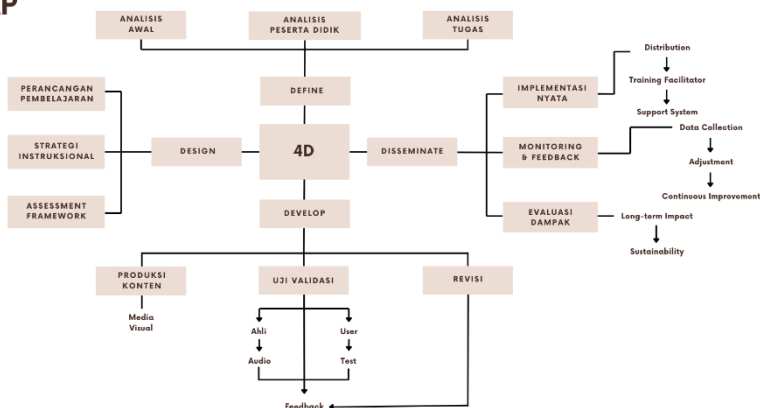 AP
ANALISIS
AWAL
ANALISIS
PESERTA DIDIK
ANALISIS
TUGAS
DEFINE
PERANCANGAN
PEMBELAJARAN
STRATEGI
INSTRUKSIONAL
ASSESSMENT
FRAMEWORK
DESIGN
4D
DISSEMINATE
IMPLEMENTASI
NYATA
Distribution
Training Facilitator
Support System
MONITORING
& FEEDBACK
Data Collection
Adjustment
Continuous Improvement
EVALUASI
DAMPAK
Long-term Impact
Sustainability
DEVELOP
PRODUKSI
KONTEN
Media
Visual
UJI VALIDASI
Ahli
Audio
User
Test
REVISI
Feedback